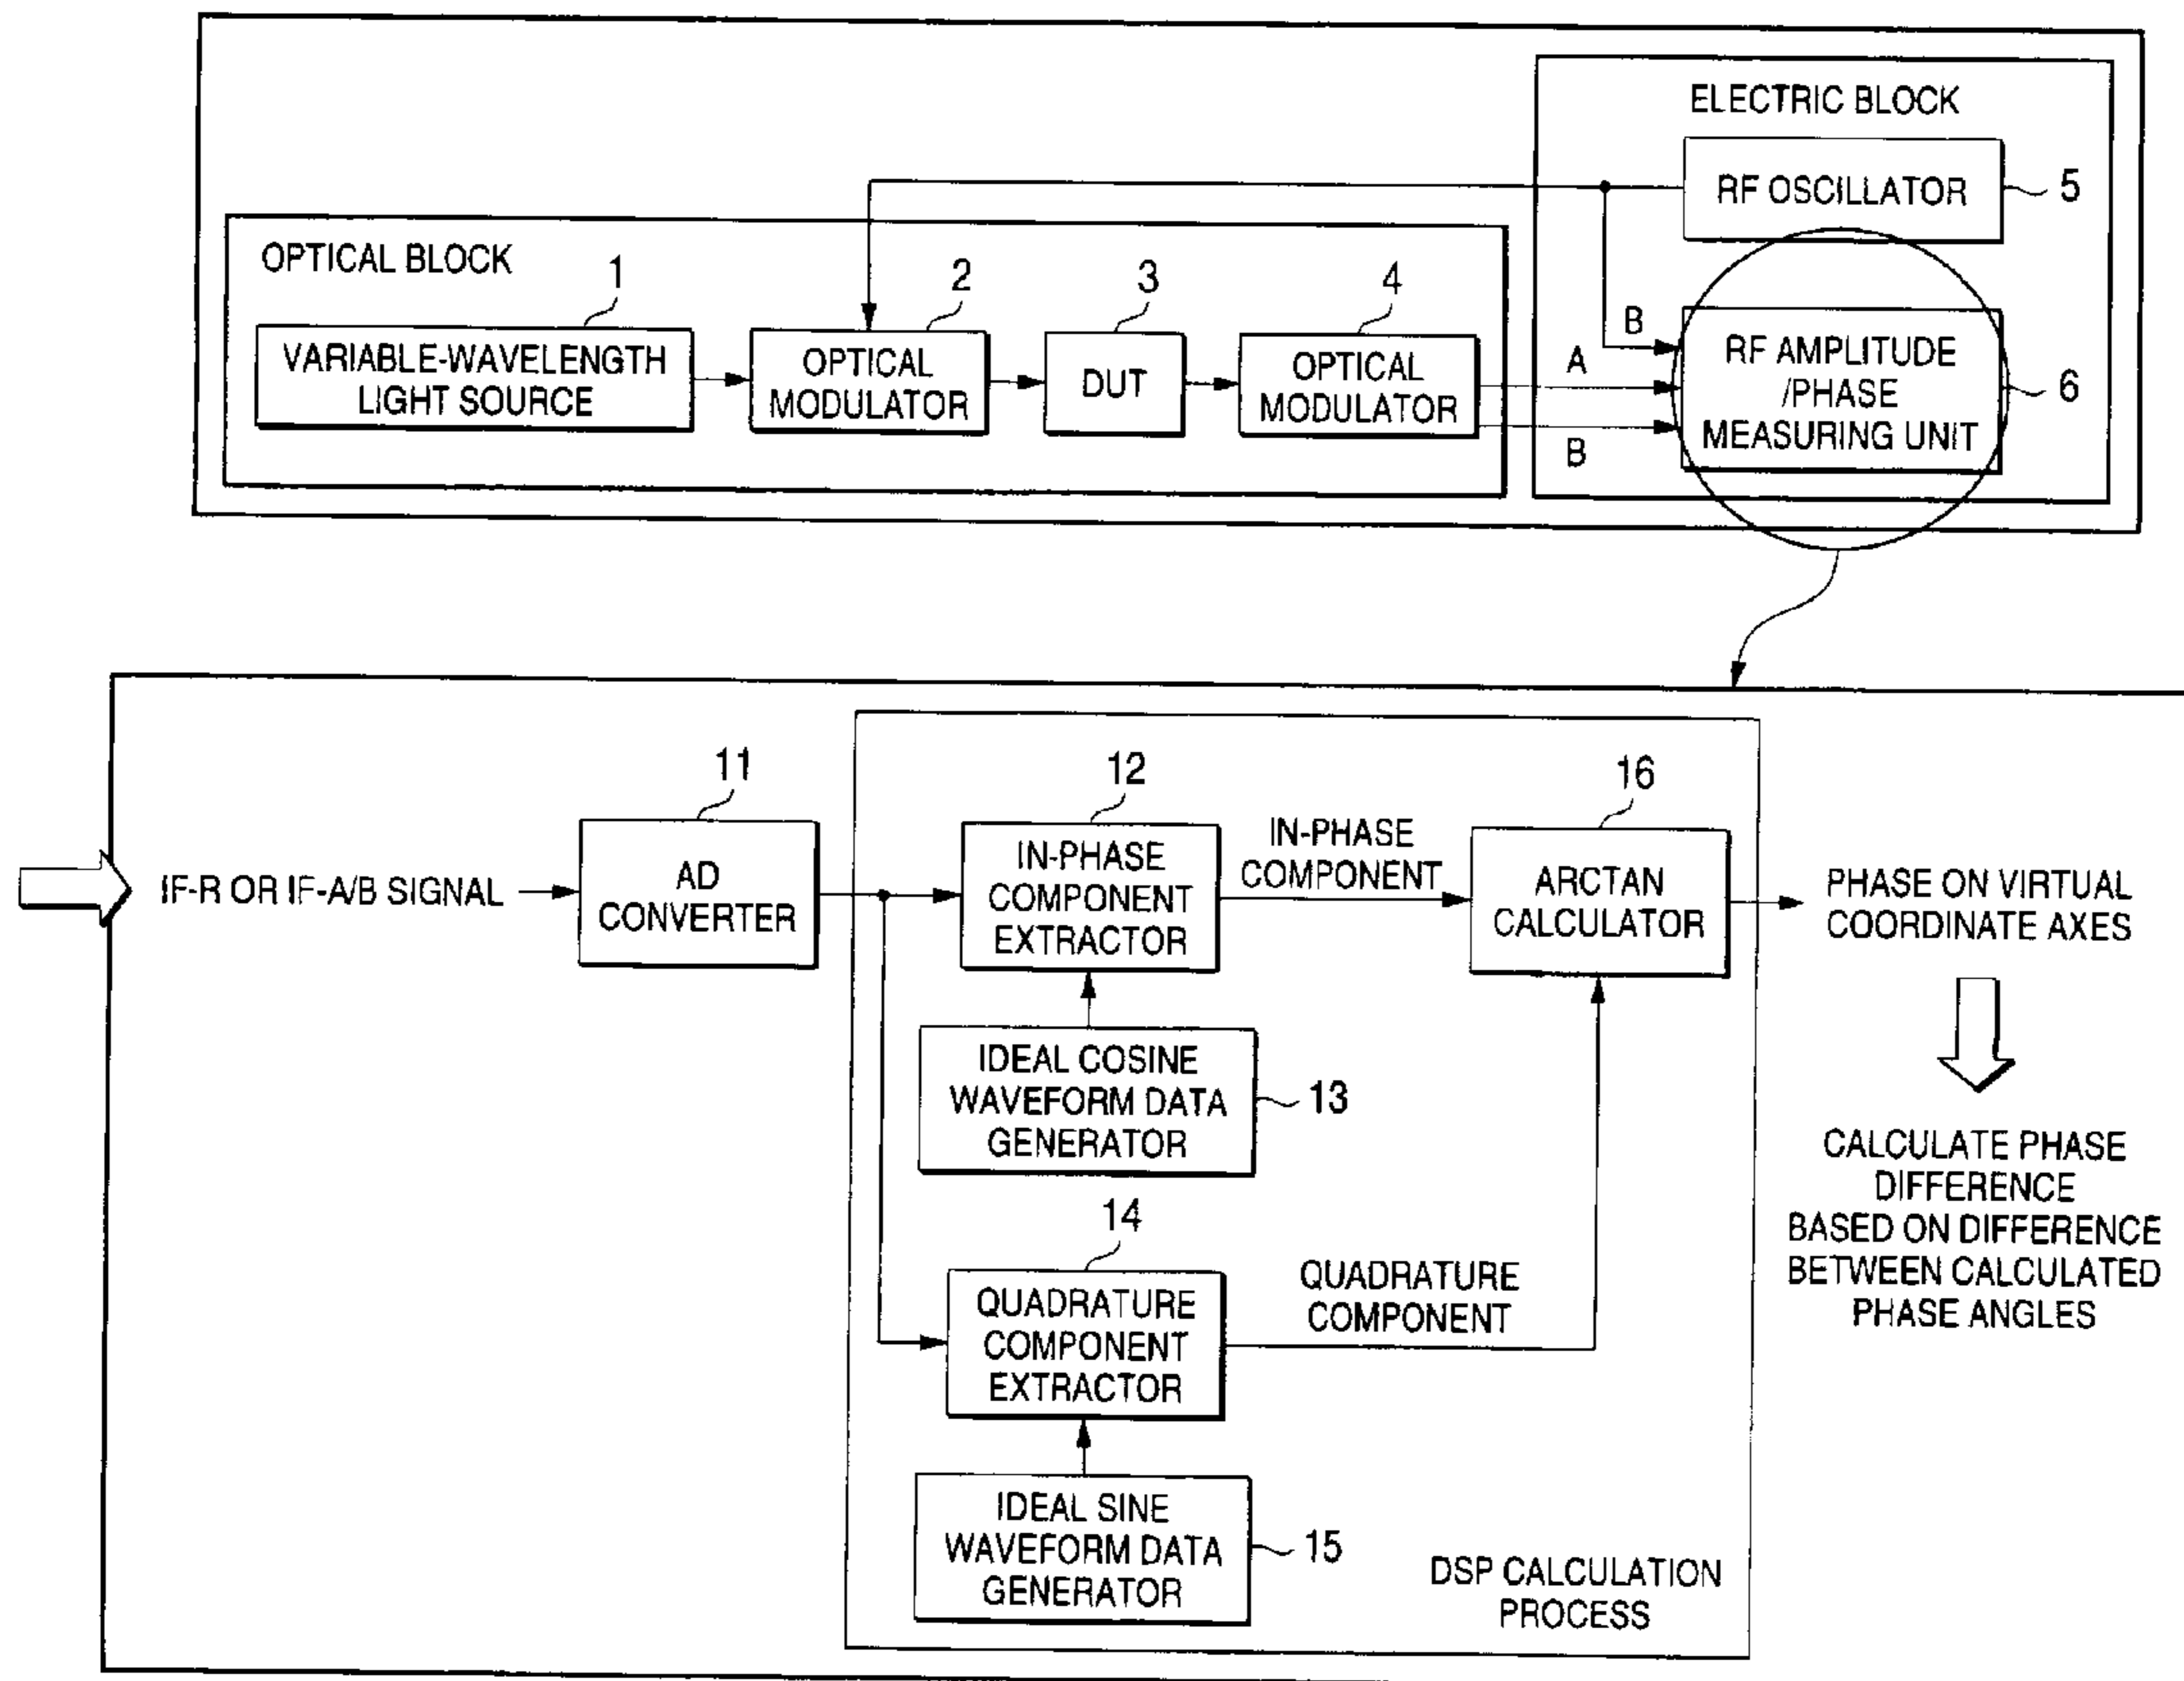 ELECTRIC BLOCK
RF OSCILLATOR
5
OPTICAL BLOCK
1
2
3
4
VARIABLE-WAVELENGTH
LIGHT SOURCE
OPTICAL
MODULATOR
DUT
OPTICAL
MODULATOR
B
A
B
RF AMPLITUDE
/PHASE
MEASURING UNIT
6
11
12
16
IF-R OR IF-A/B SIGNAL
AD
CONVERTER
IN-PHASE
COMPONENT
EXTRACTOR
IN-PHASE
COMPONENT
ARCTAN
CALCULATOR
PHASE ON VIRTUAL
COORDINATE AXES
IDEAL COSINE
WAVEFORM DATA
GENERATOR
13
CALCULATE PHASE
DIFFERENCE
BASED ON DIFFERENCE
BETWEEN CALCULATED
PHASE ANGLES
14
QUADRATURE
COMPONENT
EXTRACTOR
QUADRATURE
COMPONENT
IDEAL SINE
WAVEFORM DATA
GENERATOR
15
DSP CALCULATION
PROCESS